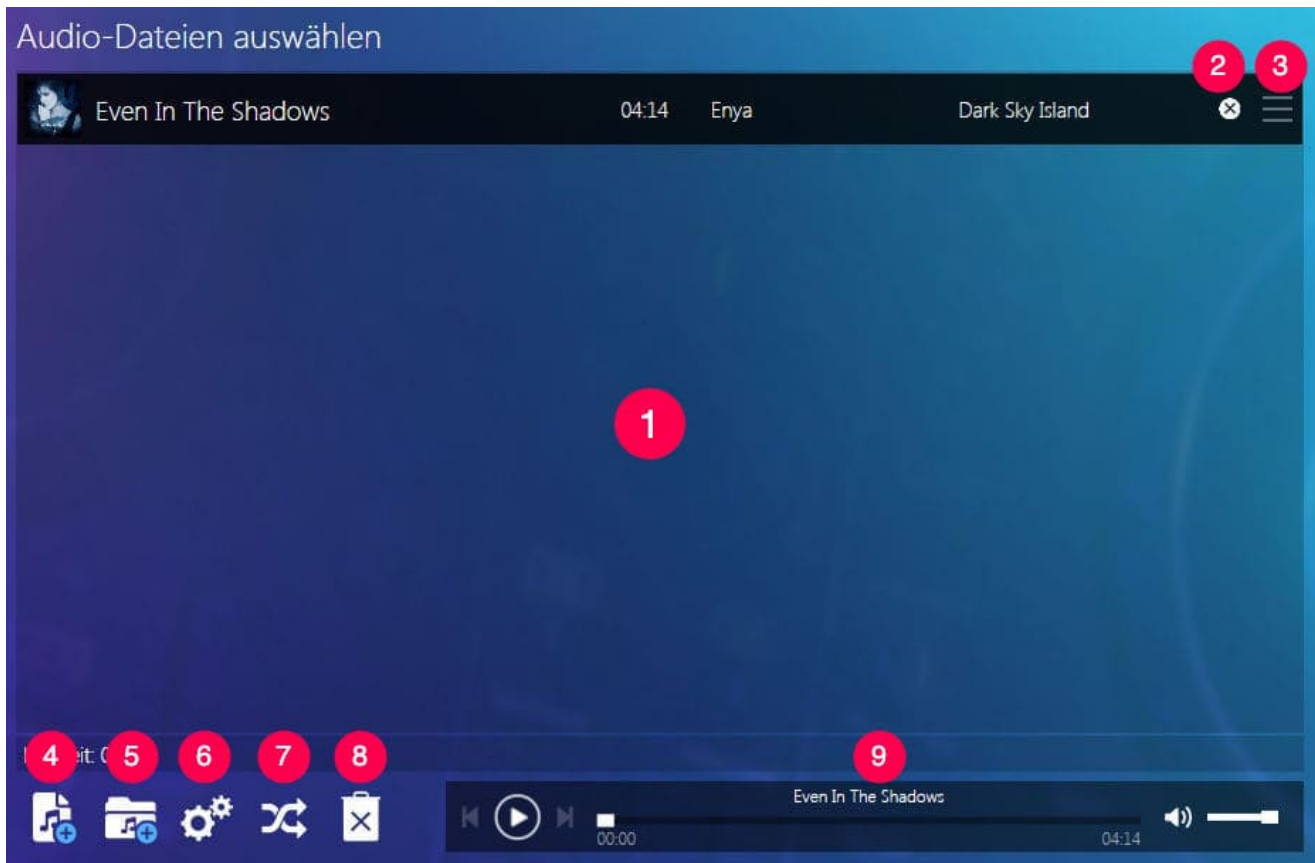 Audio-Dateien auswählen
2 3
Even In The Shadows 04:14 Enya Dark Sky Island
1
4 5 6 7 8 9
Even In The Shadows
00:00 04:14